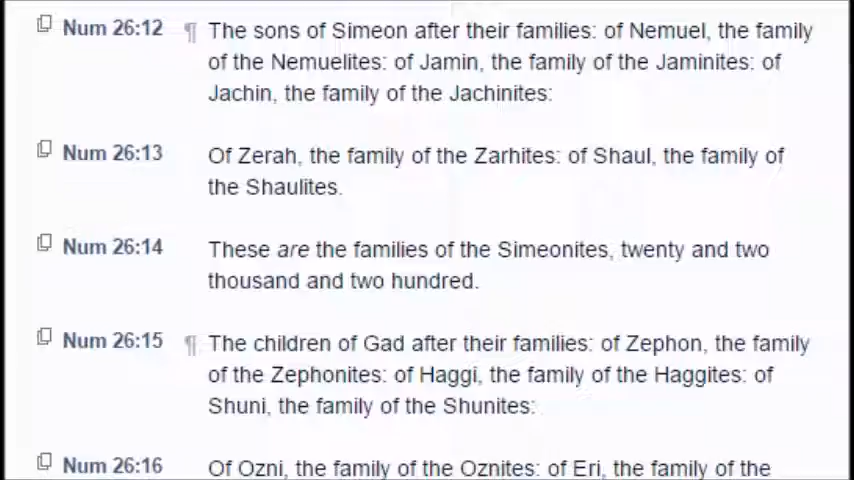 Num 26:12 ¶ The sons of Simeon after their families: of Nemuel, the family
of the Nemuelites: of Jamin, the family of the Jaminites: of
Jachin, the family of the Jachinites:
Num 26:13 Of Zerah, the family of the Zarhites: of Shaul, the family of
the Shaulites.
Num 26:14 These are the families of the Simeonites, twenty and two
thousand and two hundred.
Num 26:15 ¶ The children of Gad after their families: of Zephon, the family
of the Zephonites: of Haggi, the family of the Haggites: of
Shuni, the family of the Shunites:
Num 26:16 Of Ozni, the family of the Oznites: of Eri, the family of the